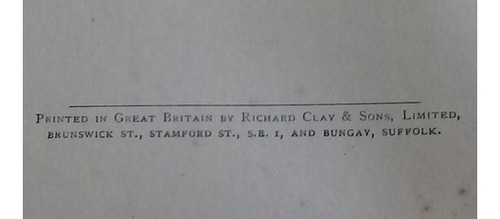 Printed in Great Britain by Richard Clay & Sons, Limited,
brunswick st., stamford st., s.e. 1, and bungay, suffolk.